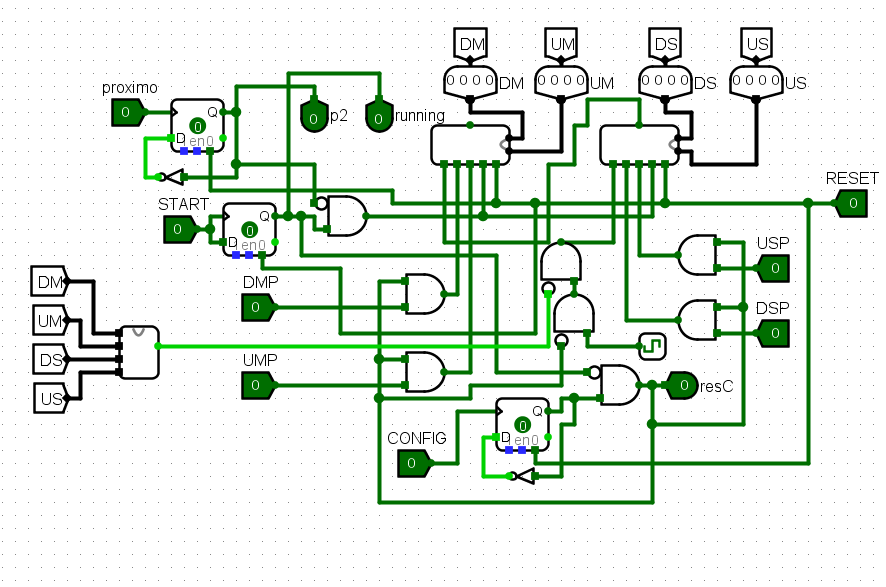 DM UM DS US
0 0 0 0 DM 0 0 0 0 UM 0 0 0 0 DS 0 0 0 0 US
proximo
0 Q 0 p2 0 running
D 0 en0
RESET
0
START
0 Q
D 0 en0
USP
0
DM
DMP
0
UM
DSP
0
DS
UMP
0
US
0 resC
Q
CONFIG
0
D 0 en0